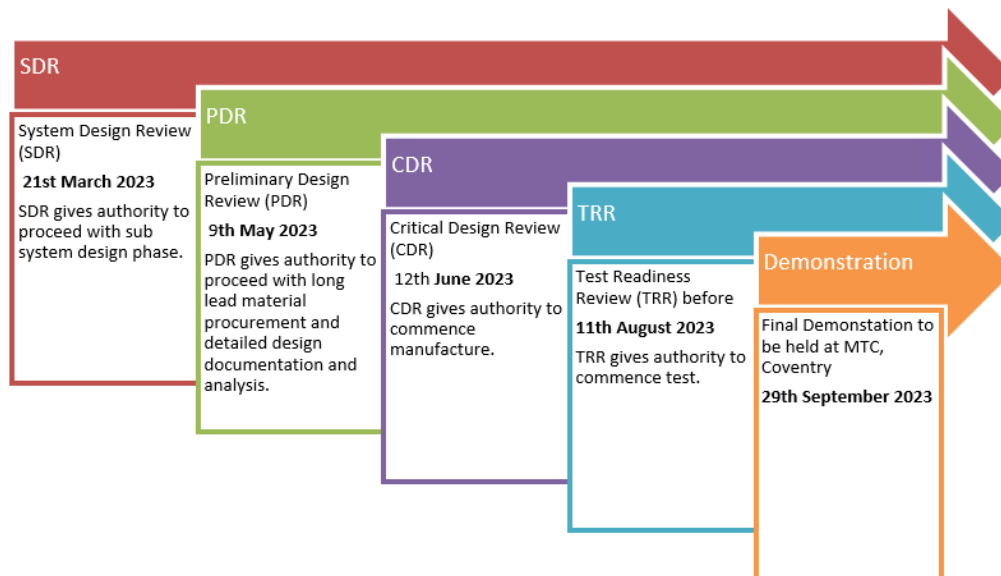 SDR
System Design Review
(SDR)
21st March 2023
SDR gives authority to
proceed with sub
system design phase.
PDR
Preliminary Design
Review (PDR)
9th May 2023
PDR gives authority to
proceed with long
lead material
procurement and
detailed design
documentation and
analysis.
CDR
Critical Design Review
(CDR)
12th June 2023
CDR gives authority to
commence
manufacture.
TRR
Test Readiness
Review (TRR) before
11th August 2023
TRR gives authority to
commence test.
Demonstration
Final Demonstation to
be held at MTC,
Coventry
29th September 2023